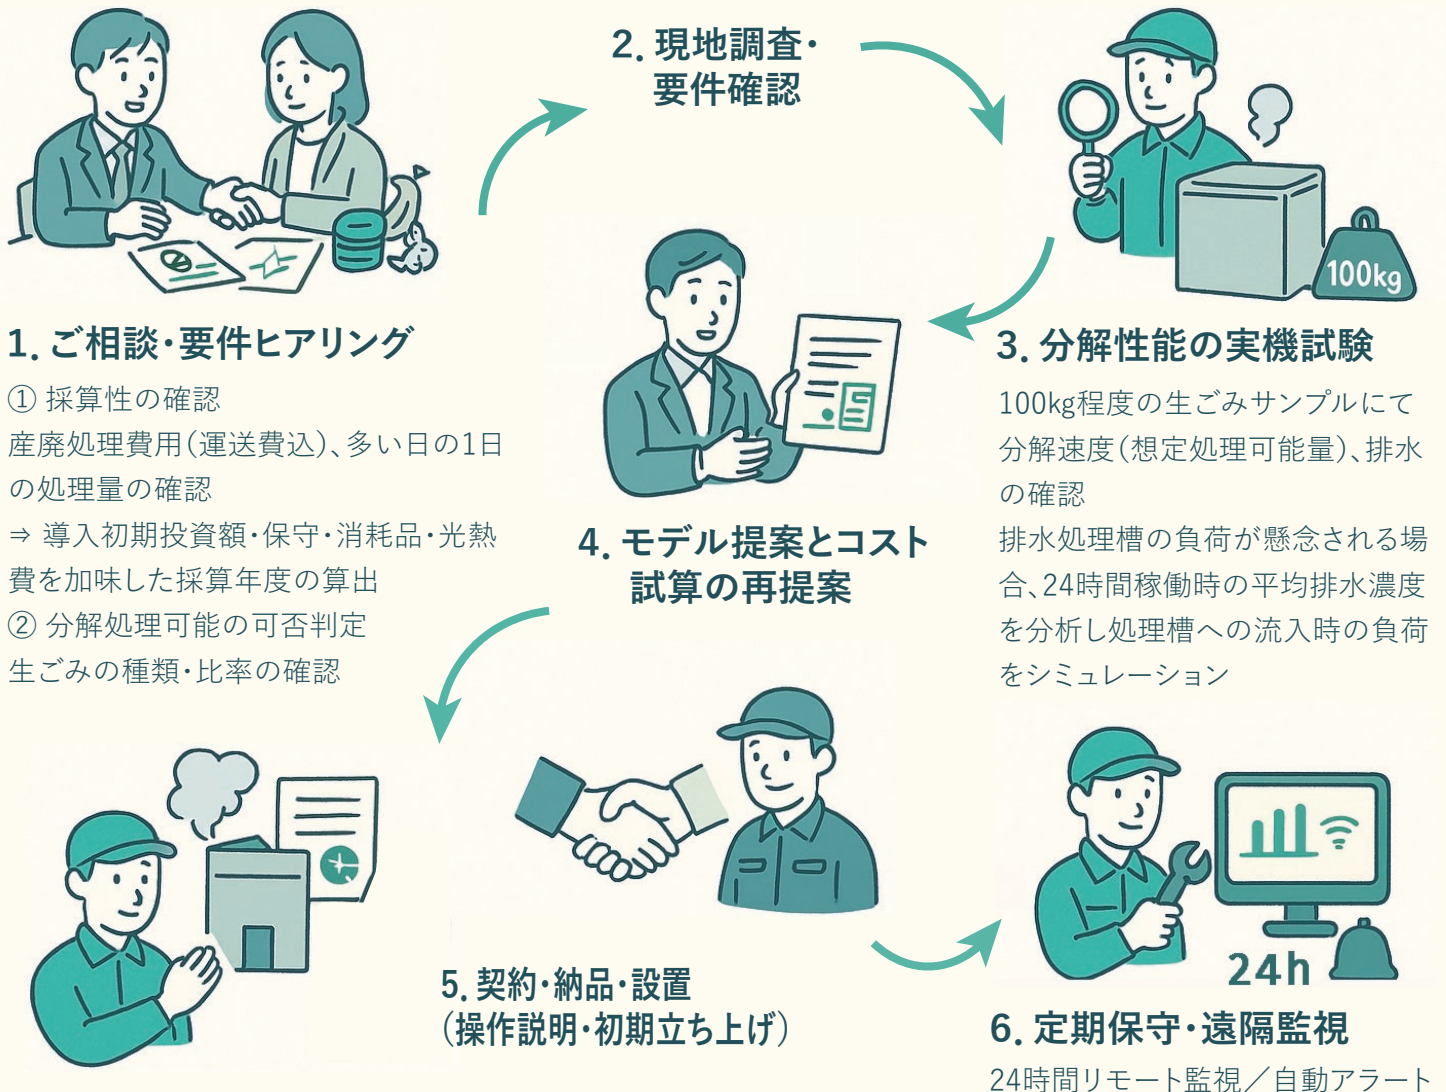 1. ご相談・要件ヒアリング
① 採算性の確認
産廃処理費用（運送費込）、多い日の1日
の処理量の確認
⇒ 導入初期投資額・保守・消耗品・光熱
費を加味した採算年度の算出
② 分解処理可能の可否判定
生ごみの種類・比率の確認
2. 現地調査・
要件確認
100kg
3. 分解性能の実機試験
100kg程度の生ごみサンプルにて
分解速度（想定処理可能量）、排水
の確認
排水処理槽の負荷が懸念される場
合、24時間稼働時の平均排水濃度
を分析し処理槽への流入時の負荷
をシミュレーション
4. モデル提案とコスト
試算の再提案
5. 契約・納品・設置
（操作説明・初期立ち上げ）
24h
6. 定期保守・遠隔監視
24時間リモート監視／自動アラート